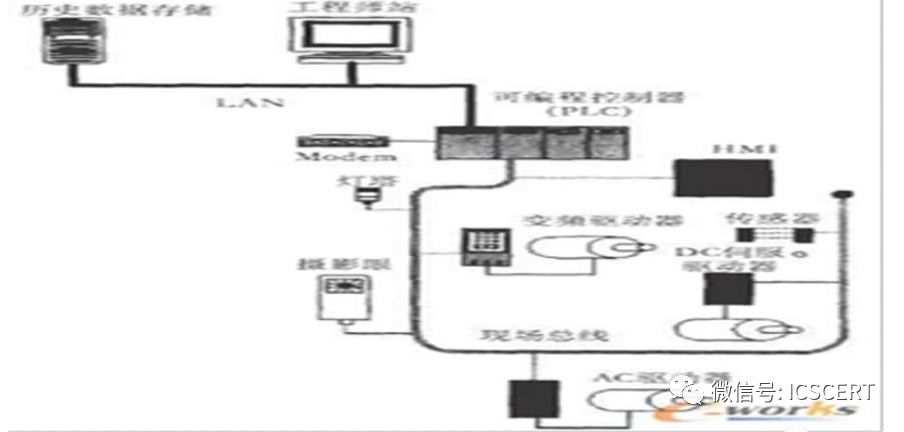 历史数据存储
工程师站
LAN
可编程控制器
(PLC)
Modem
HMI
灯塔
变频驱动器
传感器
DC伺服
驱动器
摄影眼
现场总线
AC驱动器
微信号: ICSCERT
e-works